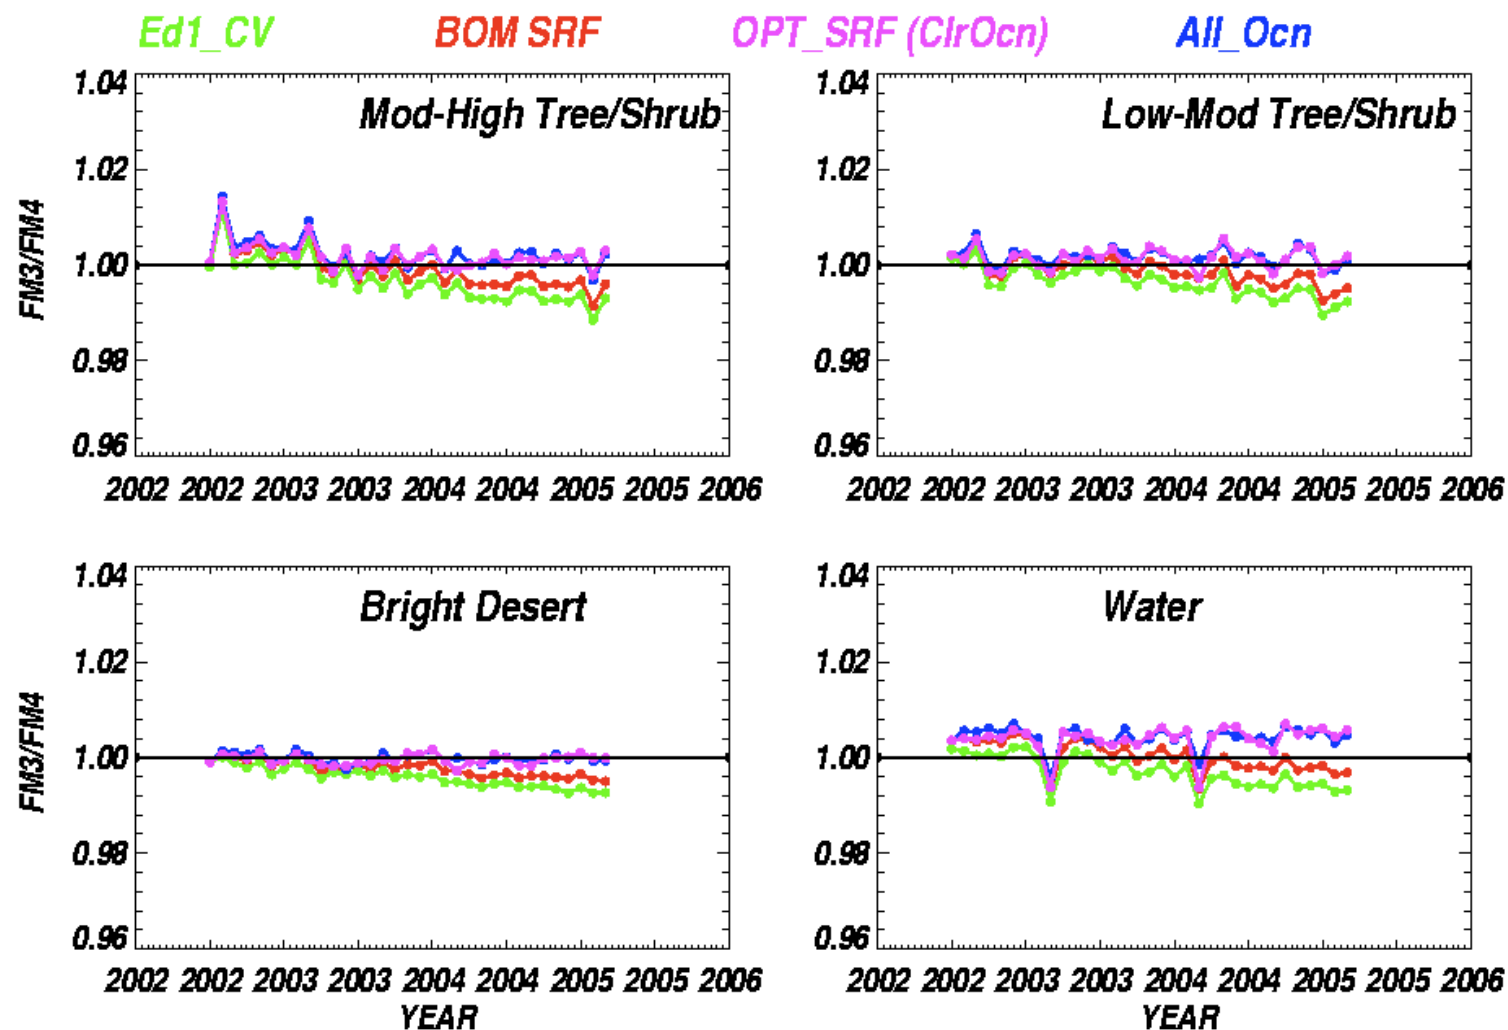 Ed1_CV BOM SRF OPT_SRF (ClrOcn) All_Ocn
1.04 Mod-High Tree/Shrub 1.04 Low-Mod Tree/Shrub
1.02 1.02
FM3/FM4
1.00 1.00
0.98 0.98
0.96 0.96
2002 2002 2003 2003 2004 2004 2005 2005 2006 2002 2002 2003 2003 2004 2004 2005 2005 2006
1.04 Bright Desert 1.04 Water
1.02 1.02
FM3/FM4
1.00 1.00
0.98 0.98
0.96 0.96
2002 2002 2003 2003 2004 2004 2005 2005 2006 2002 2002 2003 2003 2004 2004 2005 2005 2006
YEAR YEAR